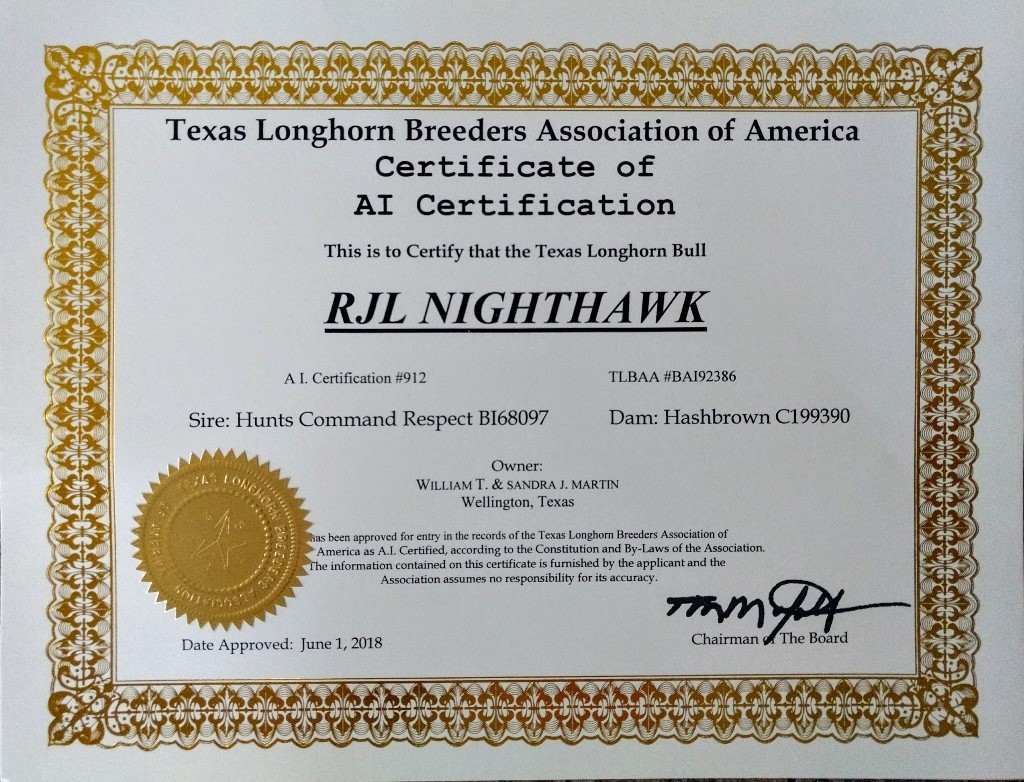 Texas Longhorn Breeders Association of America
Certificate of
AI Certification
This is to Certify that the Texas Longhorn Bull
RJL NIGHTHAWK
A I. Certification #912
TLBAA #BAI92386
Sire: Hunts Command Respect BI68097
Dam: Hashbrown C199390
Owner:
WILLIAM T. & SANDRA J. MARTIN
Wellington, Texas
has been approved for entry in the records of the Texas Longhorn Breeders Association of
America as A.I. Certified, according to the Constitution and By-Laws of the Association.
The information contained on this certificate is furnished by the applicant and the
Association assumes no responsibility for its accuracy.
TEXAS LONGHORN BREEDERS ASSOCIATION
Date Approved: June 1, 2018
Chairman of The Board